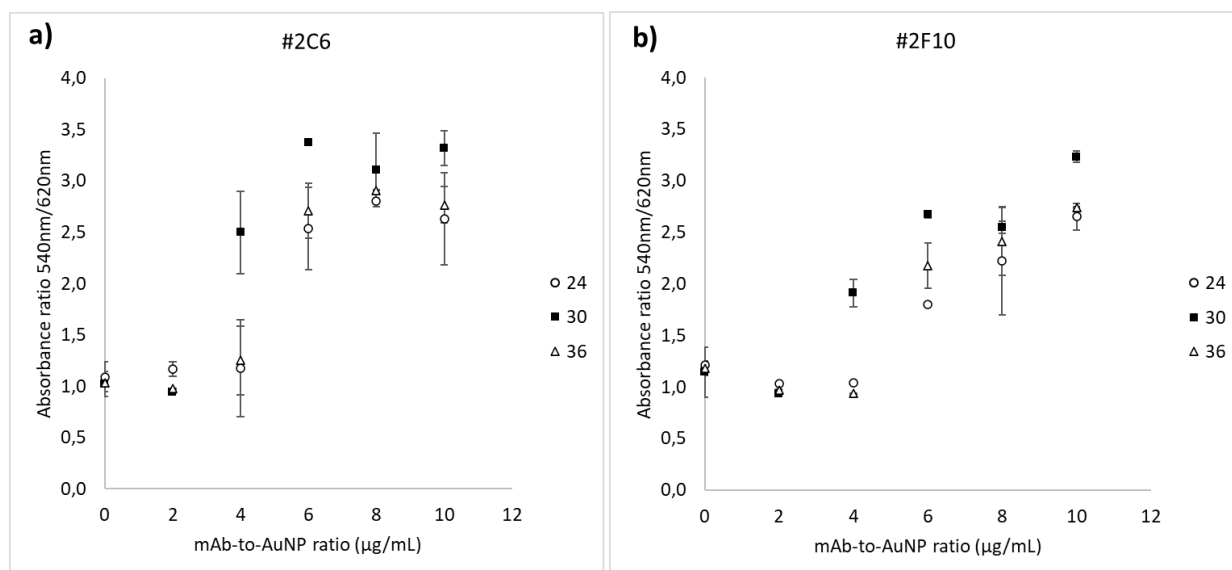 a)
#2C6
4,0
3,5
3,0
2,5
2,0
1,5
1,0
0,5
0,0
Absorbance ratio 540nm/620nm
0 2 4 6 8 10 12
mAb-to-AuNP ratio (µg/mL)
24
30
36
b)
#2F10
4,0
3,5
3,0
2,5
2,0
1,5
1,0
0,5
0,0
Absorbance ratio 540nm/620nm
0 2 4 6 8 10 12
mAb-to-AuNP ratio (µg/mL)
24
30
36